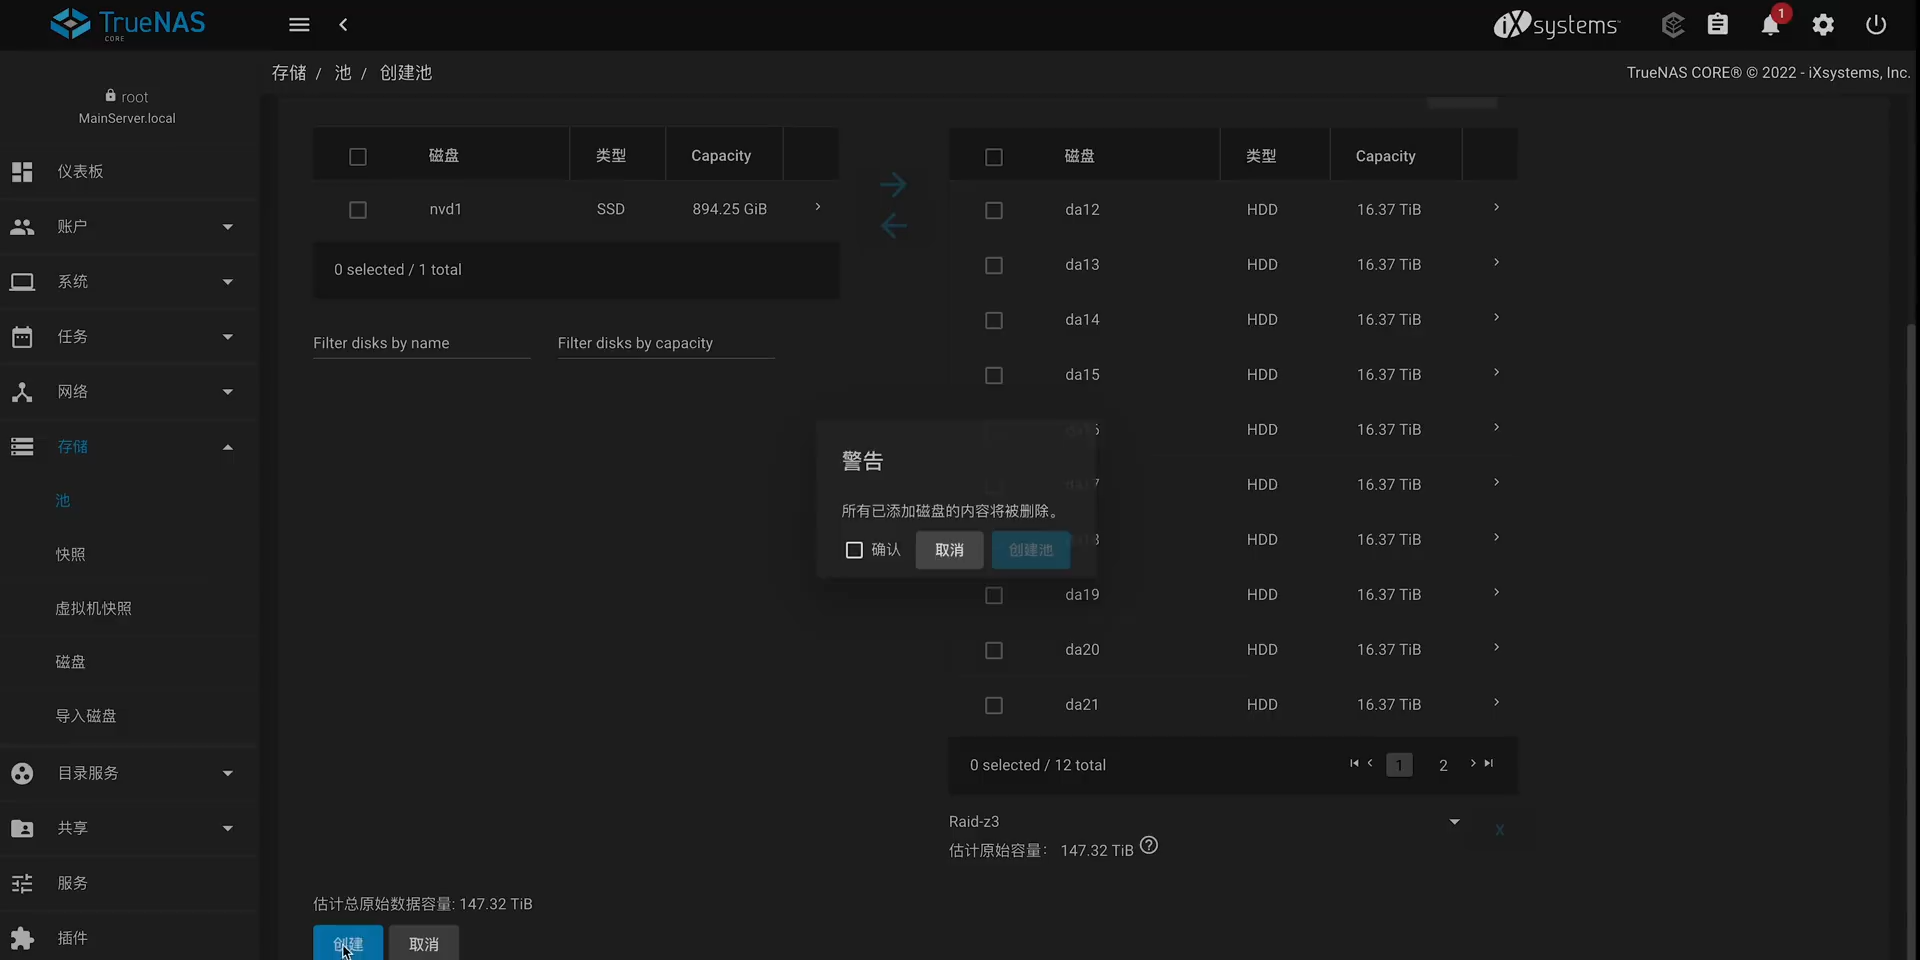 TrueNAS
CORE
iXsystems
1
存储 / 池 / 创建池
TrueNAS CORE® © 2022 - iXsystems, Inc.
root
MainServer.local
仪表板
账户
系统
任务
网络
存储
池
快照
虚拟机快照
磁盘
导入磁盘
目录服务
共享
服务
插件
磁盘 类型 Capacity
nvd1 SSD 894.25 GiB
0 selected / 1 total
Filter disks by name Filter disks by capacity
磁盘 类型 Capacity
da12 HDD 16.37 TiB
da13 HDD 16.37 TiB
da14 HDD 16.37 TiB
da15 HDD 16.37 TiB
da16 HDD 16.37 TiB
da17 HDD 16.37 TiB
HDD 16.37 TiB
da19 HDD 16.37 TiB
da20 HDD 16.37 TiB
da21 HDD 16.37 TiB
0 selected / 12 total
1 2
Raid-z3
x
估计原始容量: 147.32 TiB
警告
所有已添加磁盘的内容将被删除。
确认 取消 创建池
估计总原始数据容量: 147.32 TiB
创建 取消